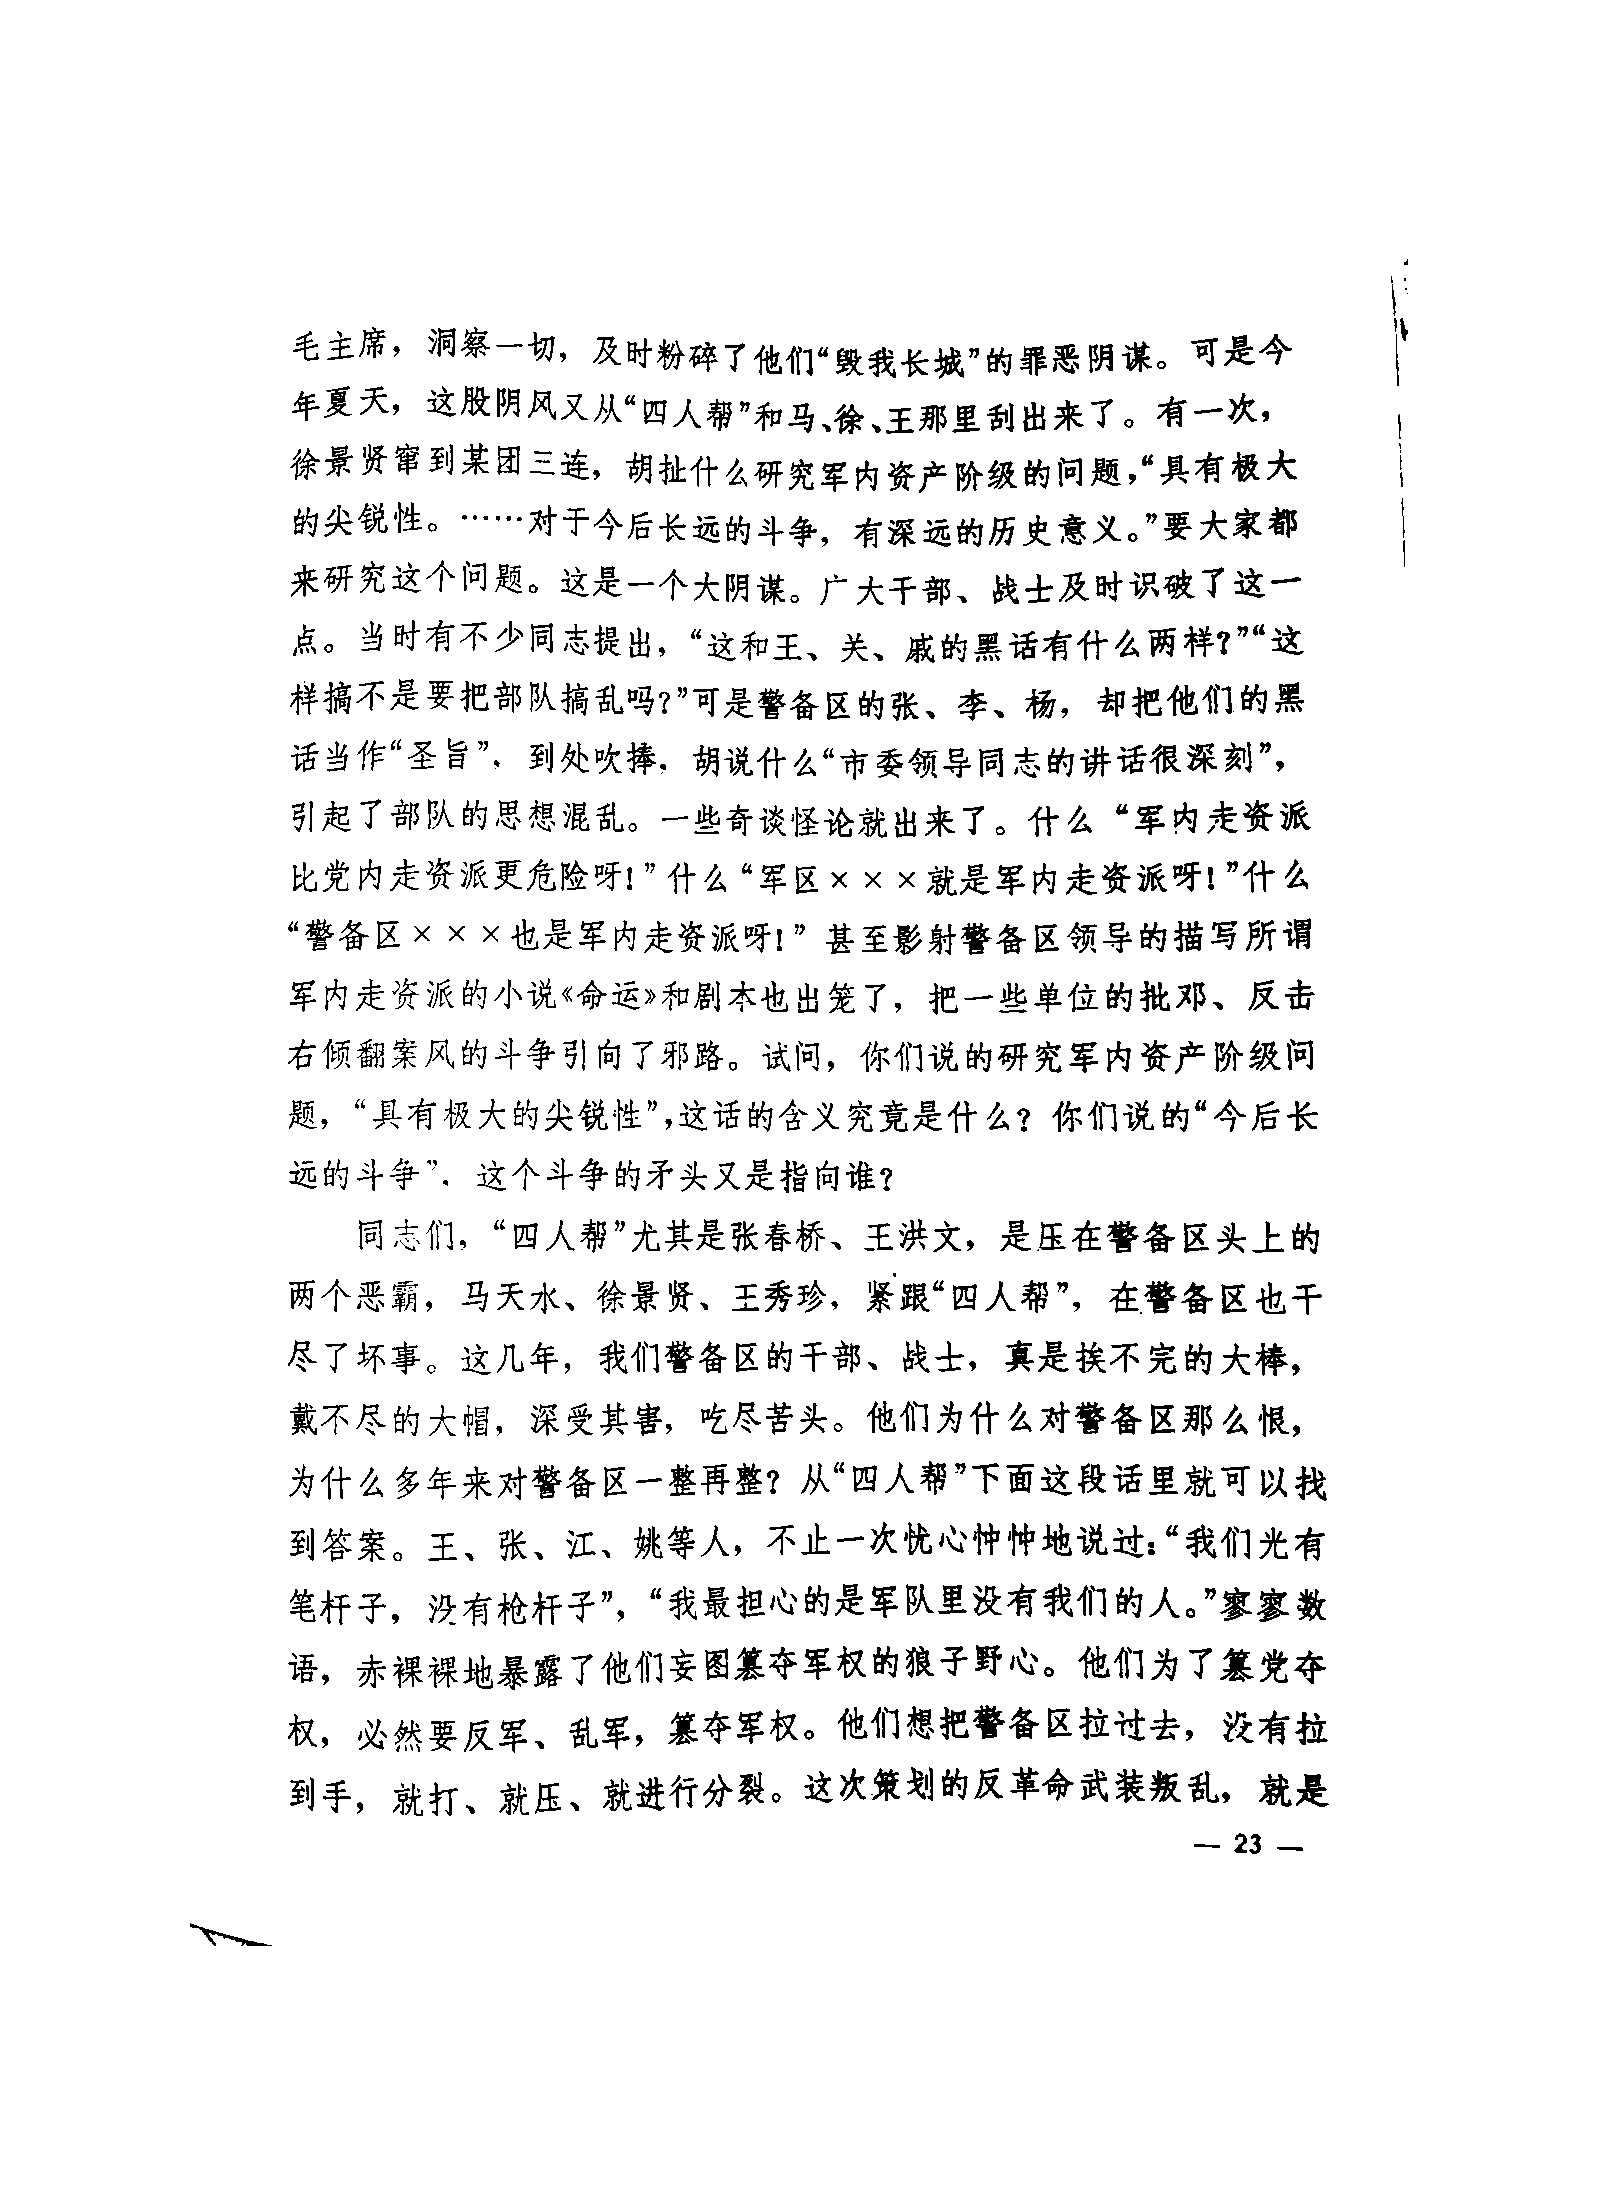 毛主席，洞察一切，及时粉碎了他们“毁我长城”的罪恶阴谋。可是今
年夏天，这股阴风又从“四人帮”和马、徐、王那里刮出来了。有一次，
徐景贤窜到某团三连，胡扯什么研究军内资产阶级的问题，“具有极大
的尖锐性。……对于今后长远的斗争，有深远的历史意义。”要大家都
来研究这个问题。这是一个大阴谋。广大干部、战士及时识破了这一
点。当时有不少同志提出，“这和王、关、戚的黑话有什么两样？”“这
样搞不是要把部队搞乱吗？”可是警备区的张、李、杨，却把他们的黑
话当作“圣旨”，到处吹捧，胡说什么“市委领导同志的讲话很深刻”，
引起了部队的思想混乱。一些奇谈怪论就出来了。什么“军内走资派
比党内走资派更危险呀！”什么“军区×××就是军内走资派呀！”什么
“警备区×××也是军内走资派呀！”甚至影射警备区领导的描写所谓
军内走资派的小说《命运》和剧本也出笼了，把一些单位的批邓、反击
右倾翻案风的斗争引向了邪路。试问，你们说的研究军内资产阶级问
题，“具有极大的尖锐性”，这话的含义究竟是什么？你们说的“今后长
远的斗争”，这个斗争的矛头又是指向谁？
同志们，“四人帮”尤其是张春桥、王洪文，是压在警备区头上的
两个恶霸，马天水、徐景贤、王秀珍，紧跟“四人帮”，在警备区也干
尽了坏事。这几年，我们警备区的干部、战士，真是挨不完的大棒，
戴不尽的大帽，深受其害，吃尽苦头。他们为什么对警备区那么恨，
为什么多年来对警备区一整再整？从“四人帮”下面这段话里就可以找
到答案。王、张、江、姚等人，不止一次忧心忡忡地说过：“我们光有
笔杆子，没有枪杆子”，“我最担心的是军队里没有我们的人。”寥寥数
语，赤裸裸地暴露了他们妄图篡夺军权的狼子野心。他们为了篡党夺
权，必然要反军、乱军，篡夺军权。他们想把警备区拉过去，没有拉
到手，就打、就压、就进行分裂。这次策划的反革命武装叛乱，就是
— 23 —